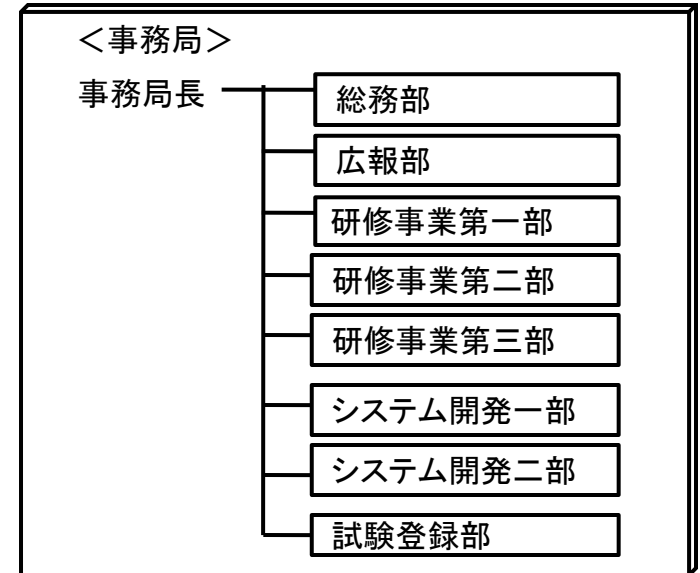 ＜事務局＞
事務局長
総務部
広報部
研修事業第一部
研修事業第二部
研修事業第三部
システム開発一部
システム開発二部
試験登録部